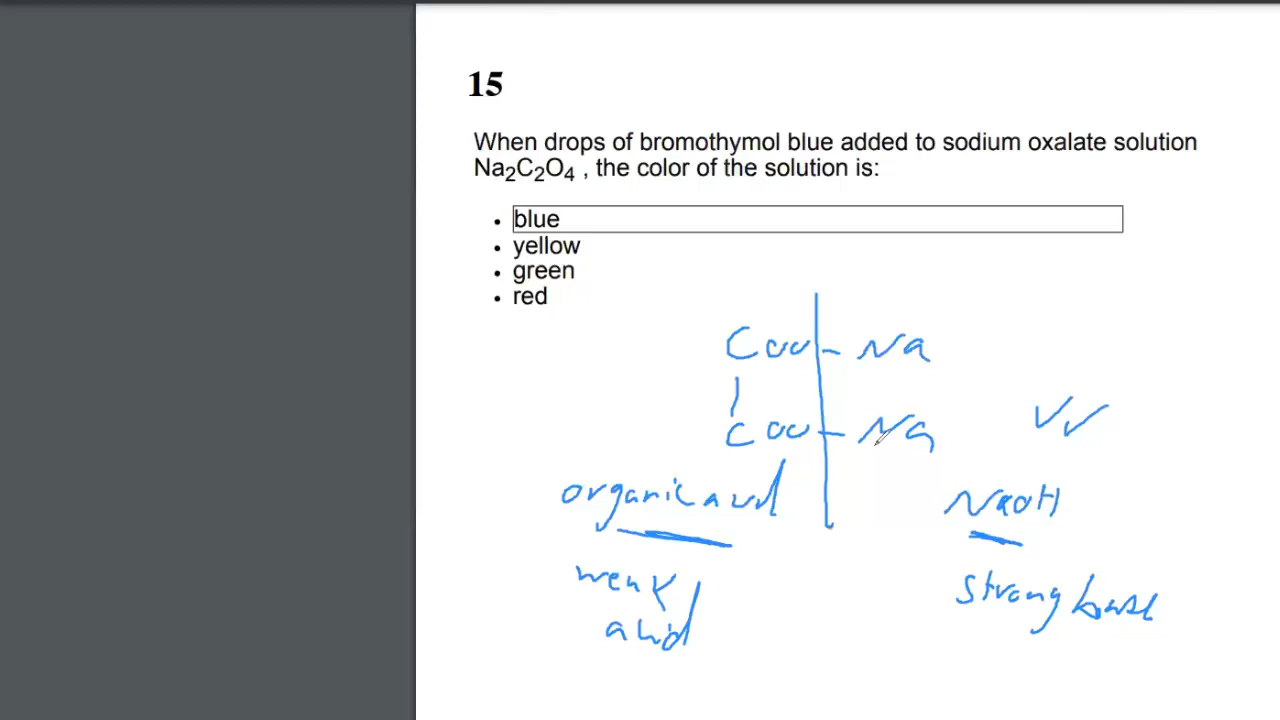 15
When drops of bromothymol blue added to sodium oxalate solution
Na2C2O4 , the color of the solution is:
• blue
• yellow
• green
• red
COO - Na
COO - Na
organic acid
NaOH
weak
acid
strong base